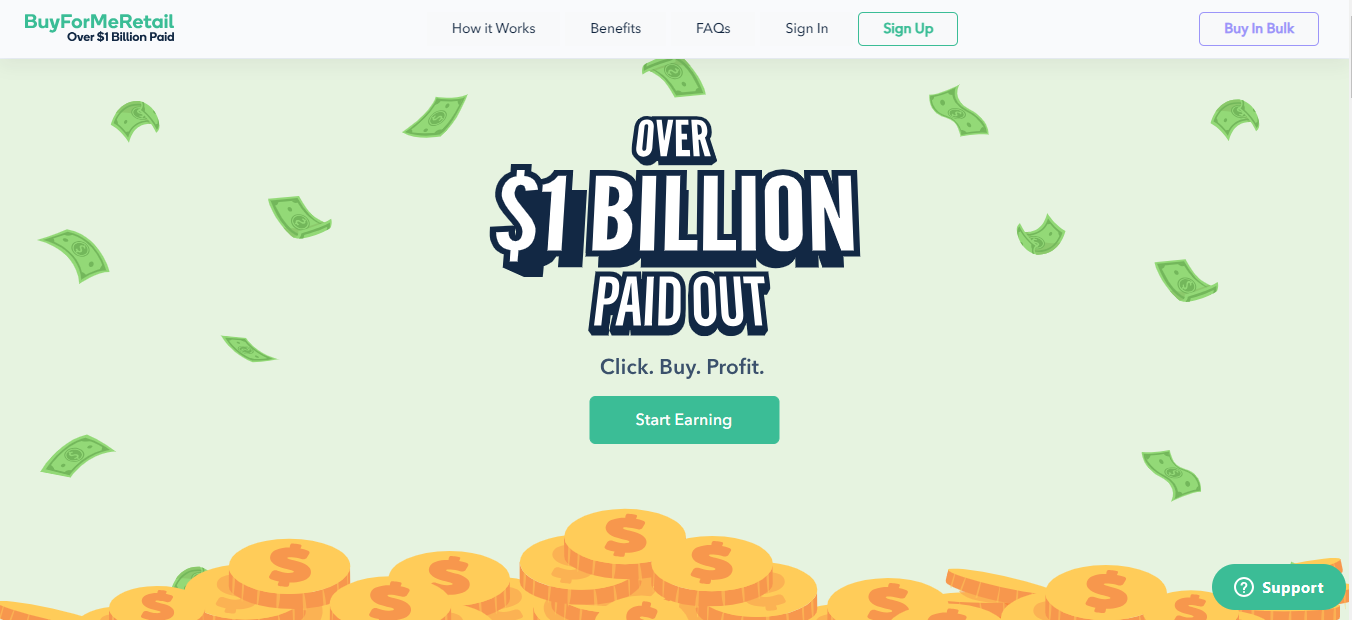 BuyForMeRetail
Over $1 Billion Paid
How it Works
Benefits
FAQs
Sign In
Sign Up
Buy In Bulk
OVER
$1 BILLION
PAID OUT
Click. Buy. Profit.
Start Earning
Support